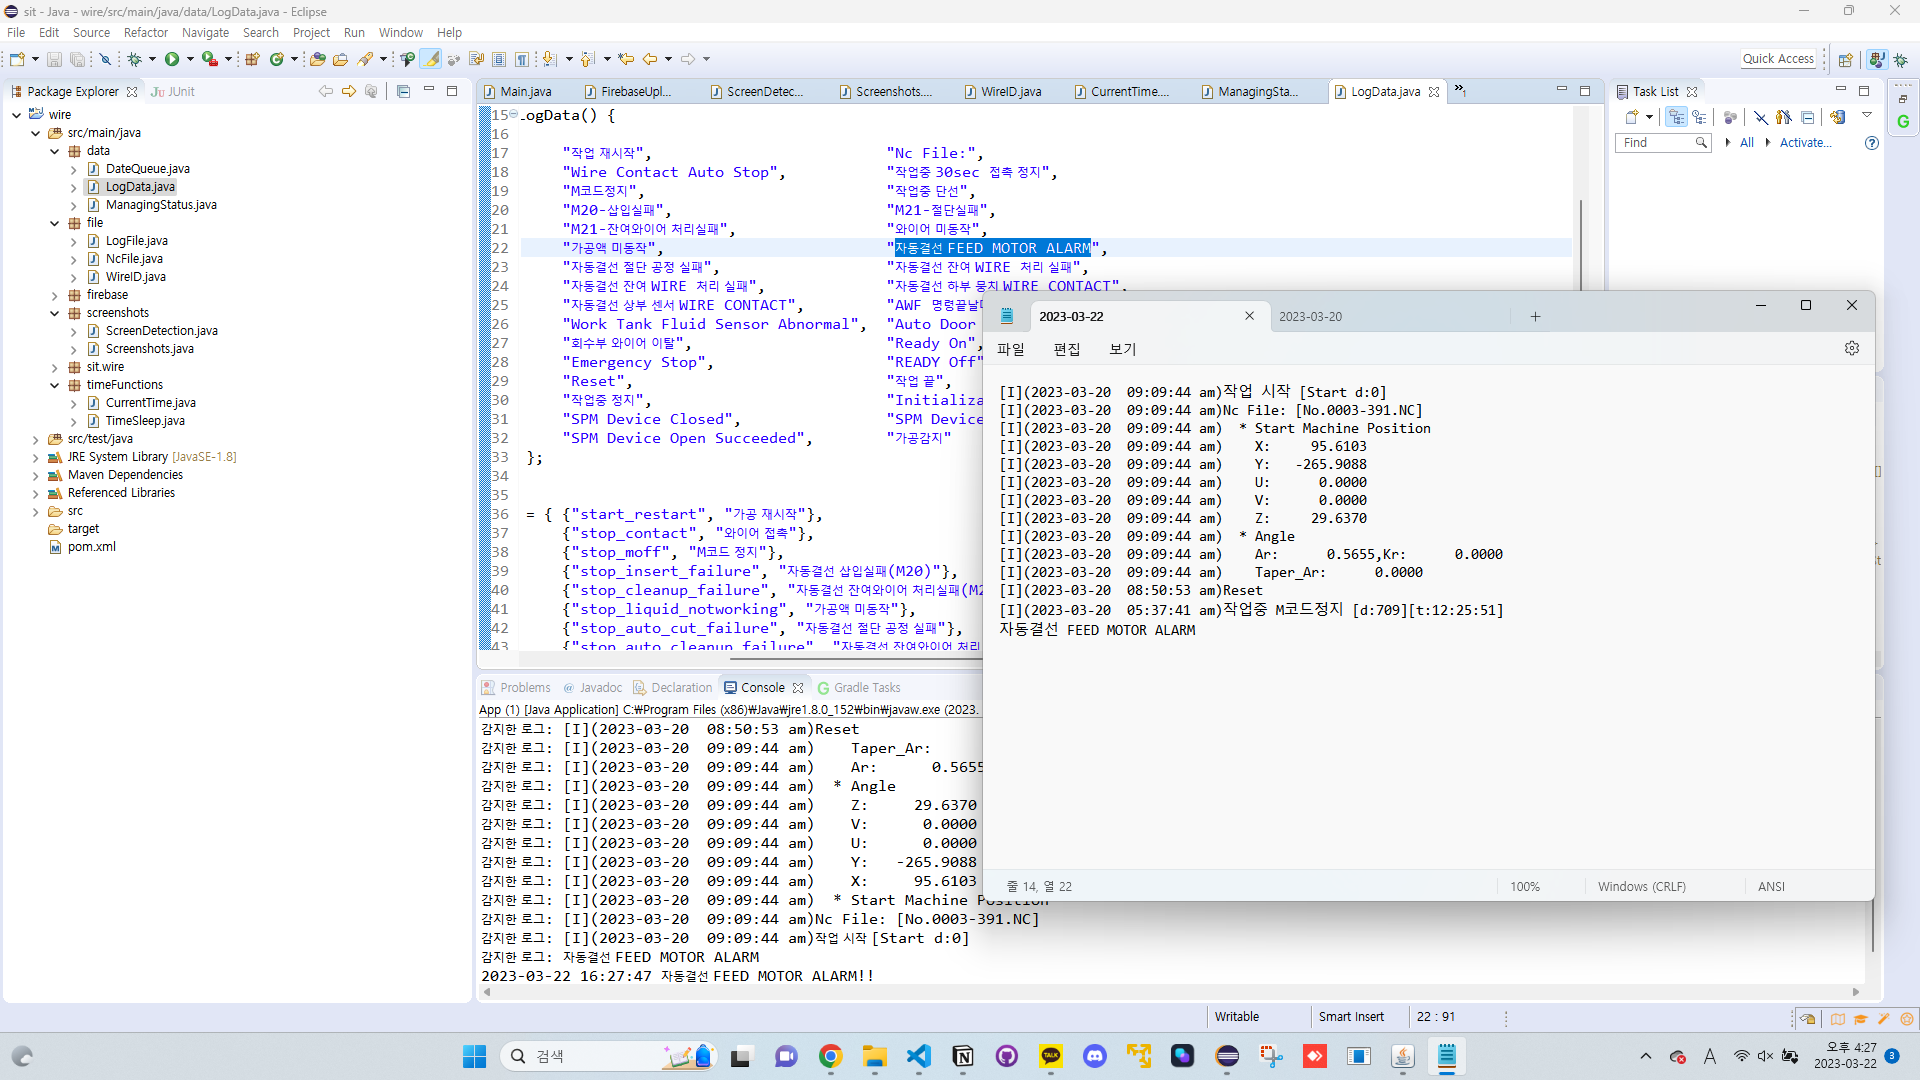 sit - Java - wire/src/main/java/data/LogData.java - Eclipse
File Edit Source Refactor Navigate Search Project Run Window Help
Quick Access
Package Explorer JUnit
wire
src/main/java
data
DateQueue.java
LogData.java
ManagingStatus.java
file
LogFile.java
NcFile.java
WireID.java
firebase
screenshots
ScreenDetection.java
Screenshots.java
sit.wire
timeFunctions
CurrentTime.java
TimeSleep.java
src/test/java
JRE System Library [JavaSE-1.8]
Maven Dependencies
Referenced Libraries
src
target
pom.xml
Main.java FirebaseUpl... ScreenDetec... Screenshots.... WireID.java CurrentTime.... ManagingSta... LogData.java
15 LogData() {
16
17 "작업 재시작", "Nc File:",
18 "Wire Contact Auto Stop", "작업중 30sec 접촉 정지",
19 "M코드정지", "작업중 단선",
20 "M20-삽입실패", "M21-절단실패",
21 "M21-잔여와이어 처리실패", "와이어 미동작",
22 "가공액 미동작", "자동결선 FEED MOTOR ALARM",
23 "자동결선 절단 공정 실패", "자동결선 잔여 WIRE 처리 실패",
24 "자동결선 잔여 WIRE 처리 실패", "자동결선 하부 뭉치 WIRE CONTACT",
25 "자동결선 상부 센서 WIRE CONTACT", "AWF 명령끝날
26 "Work Tank Fluid Sensor Abnormal", "Auto Door
27 "회수부 와이어 이탈", "Ready On",
28 "Emergency Stop", "READY Off"
29 "Reset", "작업 끝",
30 "작업중 정지", "Initializa
31 "SPM Device Closed", "SPM Device
32 "SPM Device Open Succeeded", "가공감지"
33 };
34
35
36 = { {"start_restart", "가공 재시작"},
37 {"stop_contact", "와이어 접촉"},
38 {"stop_moff", "M코드 정지"},
39 {"stop_insert_failure", "자동결선 삽입실패(M20)"},
40 {"stop_cleanup_failure", "자동결선 잔여와이어 처리실패(M2
41 {"stop_liquid_notworking", "가공액 미동작"},
42 {"stop_auto_cut_failure", "자동결선 절단 공정 실패"},
43 {"stop_auto_cleanup_failure", "자동결선 잔여와이어 처리
Task List
Find All Activate...
2023-03-22 2023-03-20
파일 편집 보기
[I](2023-03-20 09:09:44 am)작업 시작 [Start d:0]
[I](2023-03-20 09:09:44 am)Nc File: [No.0003-391.NC]
[I](2023-03-20 09:09:44 am) * Start Machine Position
[I](2023-03-20 09:09:44 am) X: 95.6103
[I](2023-03-20 09:09:44 am) Y: -265.9088
[I](2023-03-20 09:09:44 am) U: 0.0000
[I](2023-03-20 09:09:44 am) V: 0.0000
[I](2023-03-20 09:09:44 am) Z: 29.6370
[I](2023-03-20 09:09:44 am) * Angle
[I](2023-03-20 09:09:44 am) Ar: 0.5655,Kr: 0.0000
[I](2023-03-20 09:09:44 am) Taper_Ar: 0.0000
[I](2023-03-20 08:50:53 am)Reset
[I](2023-03-20 05:37:41 am)작업중 M코드정지 [d:709][t:12:25:51]
자동결선 FEED MOTOR ALARM
줄 14, 열 22 100% Windows (CRLF) ANSI
Problems Javadoc Declaration Console Gradle Tasks
App (1) [Java Application] C:₩Program Files (x86)₩Java₩jre1.8.0_152₩bin₩javaw.exe (2023.
감지한 로그: [I](2023-03-20 08:50:53 am)Reset
감지한 로그: [I](2023-03-20 09:09:44 am) Taper_Ar:
감지한 로그: [I](2023-03-20 09:09:44 am) Ar: 0.5655
감지한 로그: [I](2023-03-20 09:09:44 am) * Angle
감지한 로그: [I](2023-03-20 09:09:44 am) Z: 29.6370
감지한 로그: [I](2023-03-20 09:09:44 am) V: 0.0000
감지한 로그: [I](2023-03-20 09:09:44 am) U: 0.0000
감지한 로그: [I](2023-03-20 09:09:44 am) Y: -265.9088
감지한 로그: [I](2023-03-20 09:09:44 am) X: 95.6103
감지한 로그: [I](2023-03-20 09:09:44 am) * Start Machine Position
감지한 로그: [I](2023-03-20 09:09:44 am)Nc File: [No.0003-391.NC]
감지한 로그: [I](2023-03-20 09:09:44 am)작업 시작 [Start d:0]
감지한 로그: 자동결선 FEED MOTOR ALARM
2023-03-22 16:27:47 자동결선 FEED MOTOR ALARM!!
Writable Smart Insert 22 : 91
검색
TALK
A
오후 4:27
2023-03-22
3